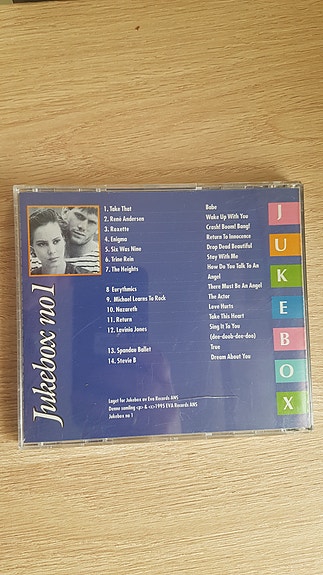 Jukebox no1
1. Take That Babe
2. René Andersen Wake Up With You
3. Roxette Crash! Boom! Bang!
4. Enigma Return To Innocence
5. Six Was Nine Drop Dead Beautiful
6. Trine Rein Stay With Me
7. The Heights How Do You Talk To An
Angel
8 Eurythmics There Must Be An Angel
9. Michael Learns To Rock The Actor
10. Nazareth Love Hurts
11. Return Take This Heart
12. Lavinia Jones Sing It To You
(dee-doob-dee-doo)
13. Spandau Ballet True
14. Stevie B Dream About You
Laget for Jukebox av Eva Records ANS
Denne samling <p> & <c>1995 EVA Records ANS
Jukebox no 1
J
U
K
E
B
O
X